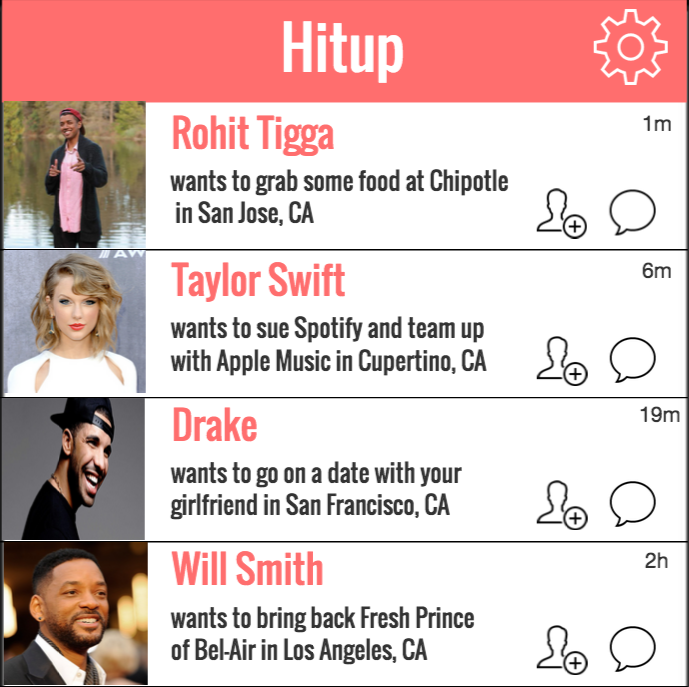 Hitup
Rohit Tigga
1m
wants to grab some food at Chipotle
in San Jose, CA
Taylor Swift
6m
wants to sue Spotify and team up
with Apple Music in Cupertino, CA
Drake
19m
wants to go on a date with your
girlfriend in San Francisco, CA
Will Smith
2h
wants to bring back Fresh Prince
of Bel-Air in Los Angeles, CA